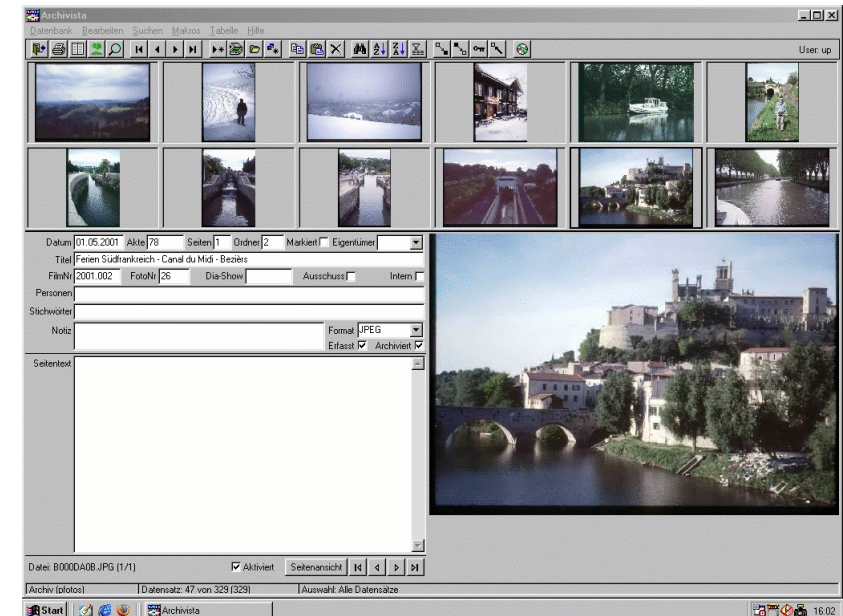 Archivista
Datenbank Bearbeiten Suchen Makros Tabelle Hilfe
User: up
Datum 01.05.2001 Akte 78 Seiten 1 Ordner 2 Markiert Eigentümer
Titel Ferien Südfrankreich - Canal du Midi - Bezièrs
FilmNr 2001.002 FotoNr 26 Dia-Show Ausschuss Intern
Personen
Stichwörter
Notiz Format JPEG
Erfasst Archiviert
Seitentext
Datei: B000DA0B.JPG (1/1) Aktiviert Seitenansicht
Archiv (photos) Datensatz: 47 von 329 (329) Auswahl: Alle Datensätze
Start Archivista 16:02